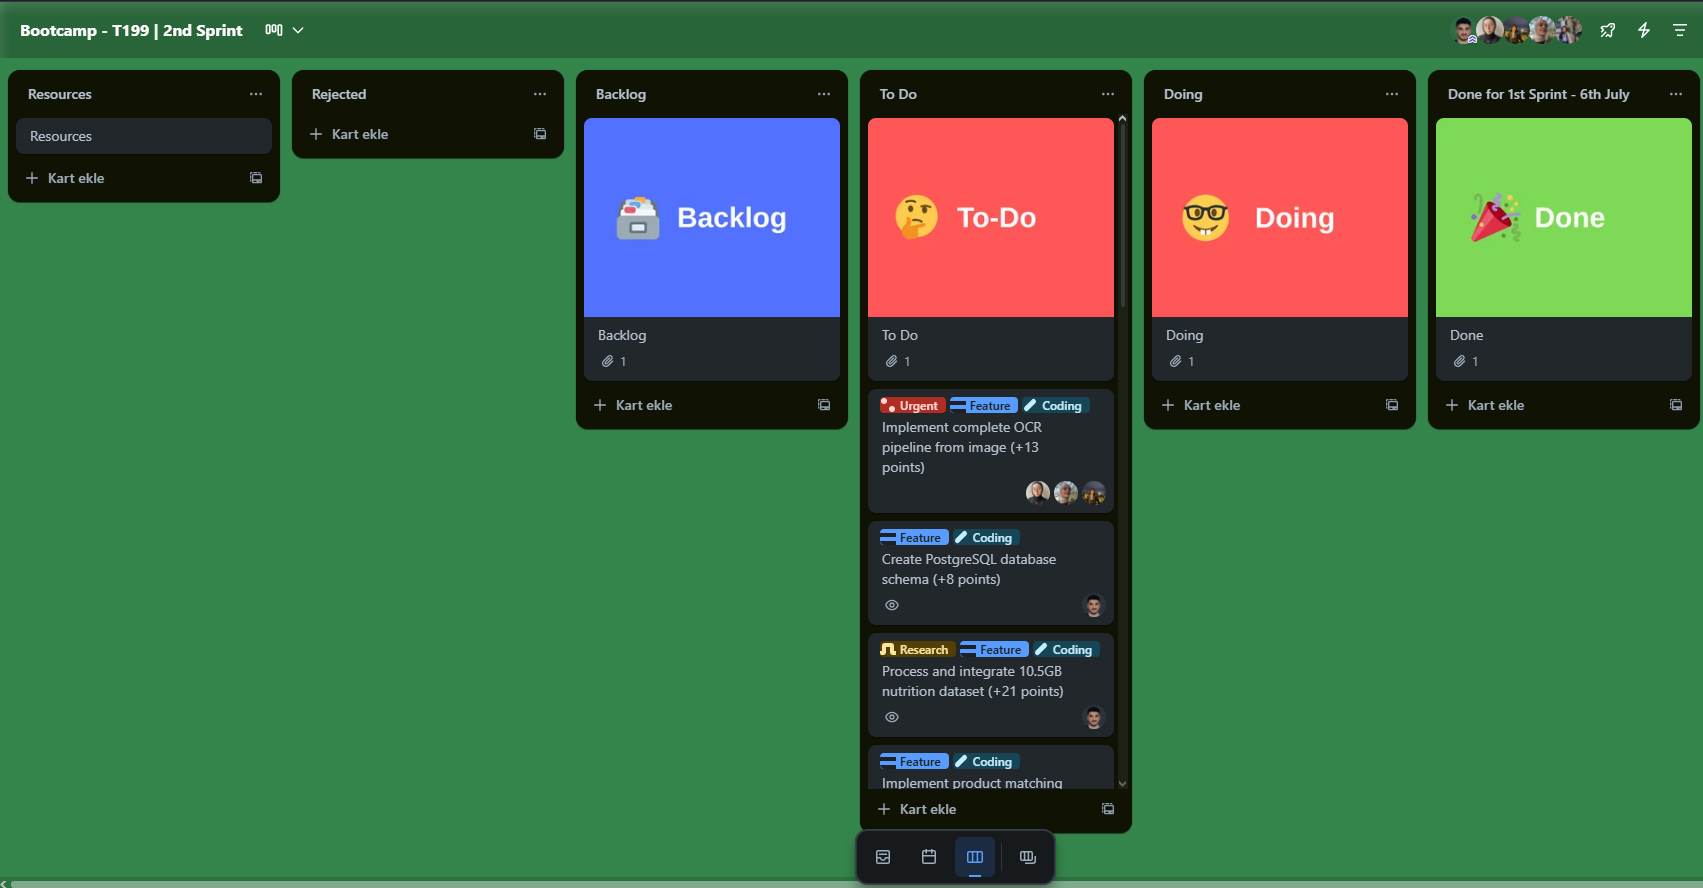 Bootcamp - T199 | 2nd Sprint
Resources
Resources
Kart ekle
Rejected
Kart ekle
Backlog
Backlog
Backlog
1
Kart ekle
To Do
To-Do
To Do
1
Urgent Feature Coding
Implement complete OCR
pipeline from image (+13
points)
Feature Coding
Create PostgreSQL database
schema (+8 points)
Research Feature Coding
Process and integrate 10.5GB
nutrition dataset (+21 points)
Feature Coding
Implement product matching
Kart ekle
Doing
Doing
Doing
1
Kart ekle
Done for 1st Sprint - 6th July
Done
Done
1
Kart ekle